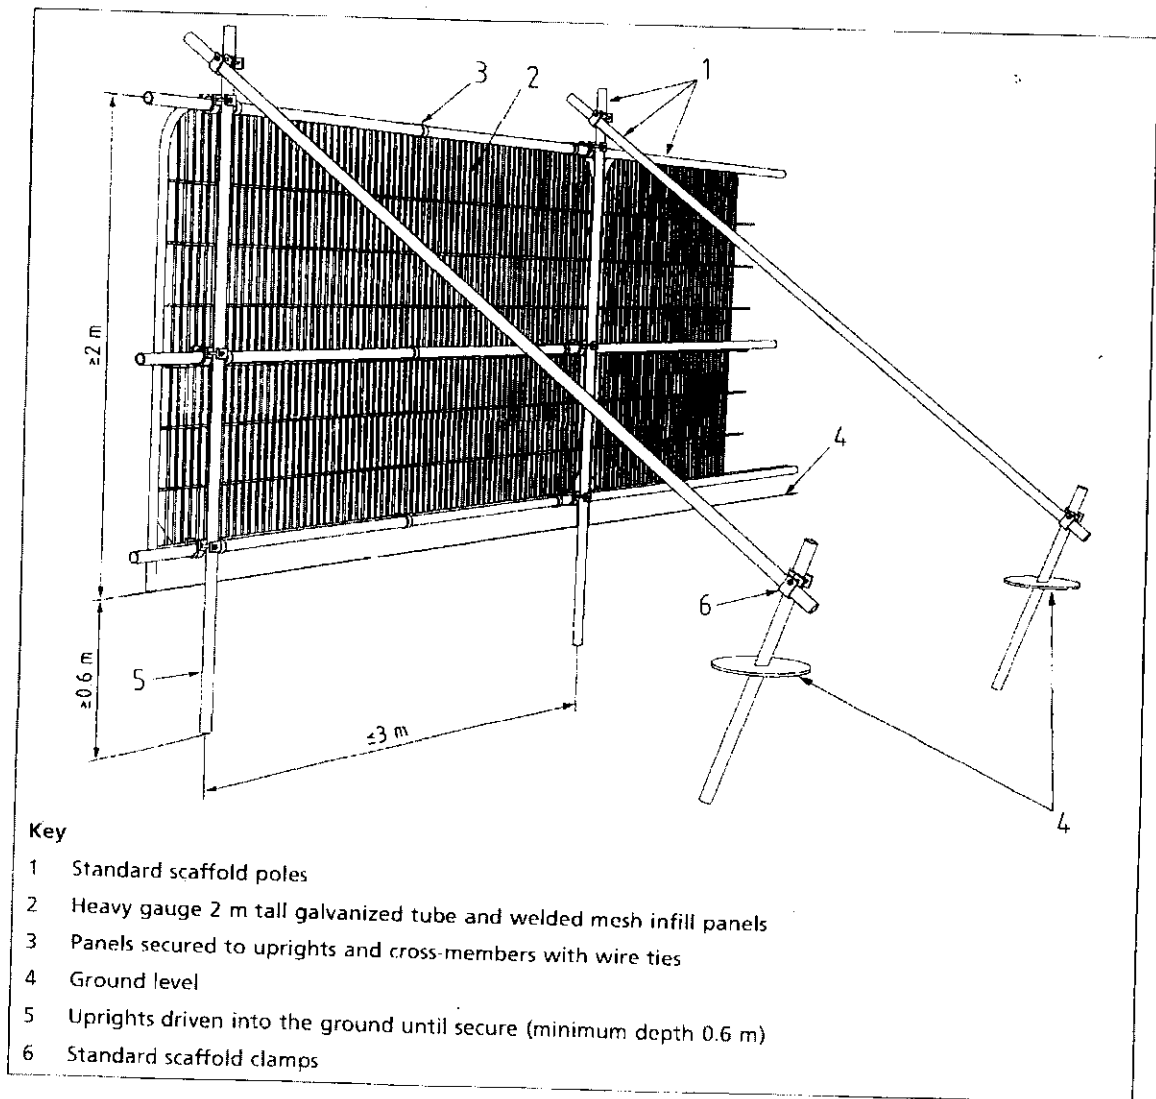 3
2
1
≥2 m
4
6
≥0.6 m
5
≤3 m
4
Key
1 Standard scaffold poles
2 Heavy gauge 2 m tall galvanized tube and welded mesh infill panels
3 Panels secured to uprights and cross-members with wire ties
4 Ground level
5 Uprights driven into the ground until secure (minimum depth 0.6 m)
6 Standard scaffold clamps